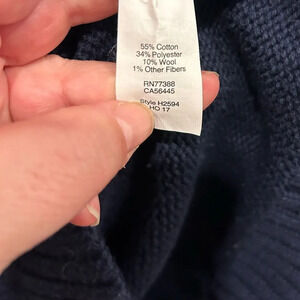 55% Cotton
34% Polyester
10% Wool
1% Other Fibers
RN77388
CA56445
Style H2594
HO 17